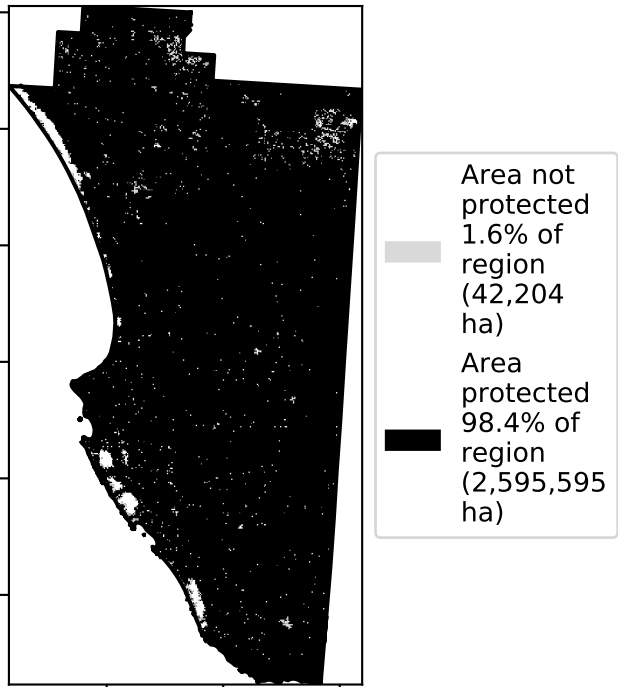 Area not
protected
1.6% of
region
(42,204
ha)
Area
protected
98.4% of
region
(2,595,595
ha)